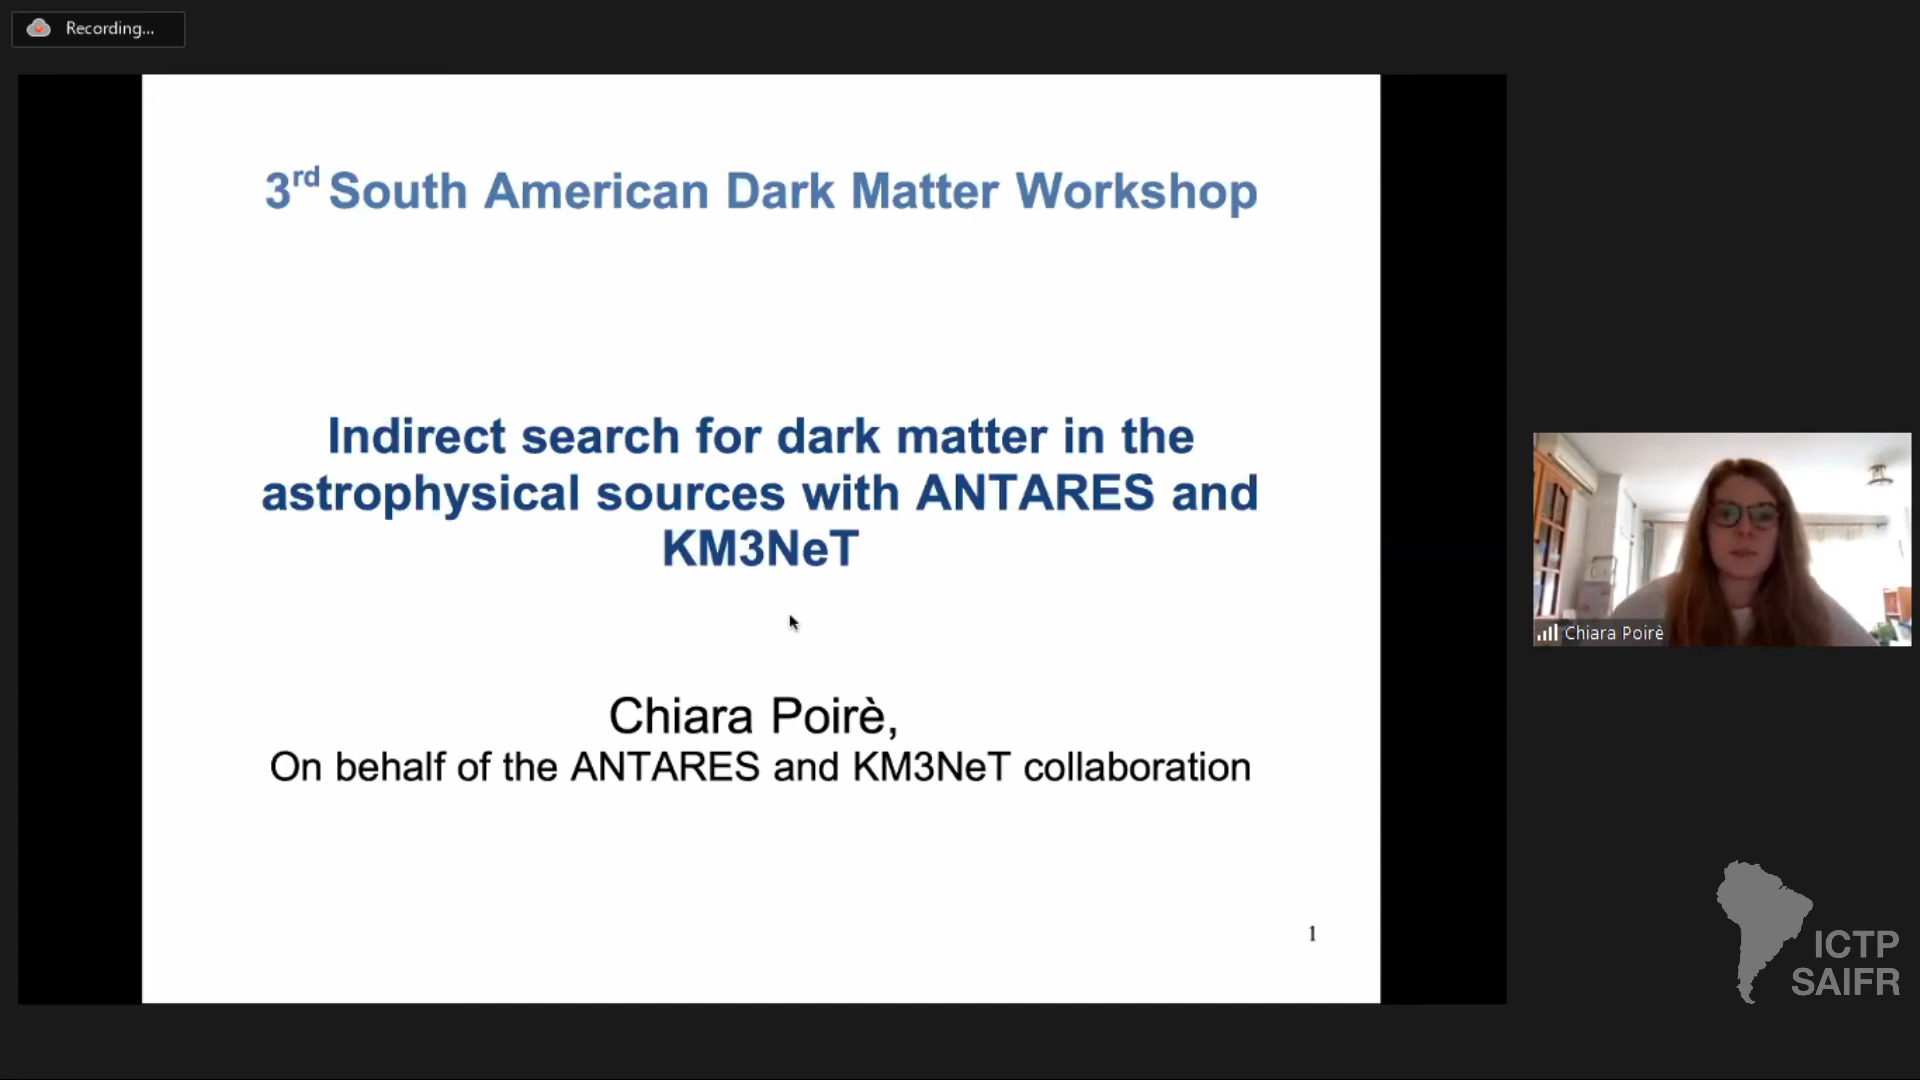 Recording...
3rd South American Dark Matter Workshop
Indirect search for dark matter in the
astrophysical sources with ANTARES and
KM3NeT
Chiara Poirè,
On behalf of the ANTARES and KM3NeT collaboration
1
Chiara Poirè
ICTP
SAIFR